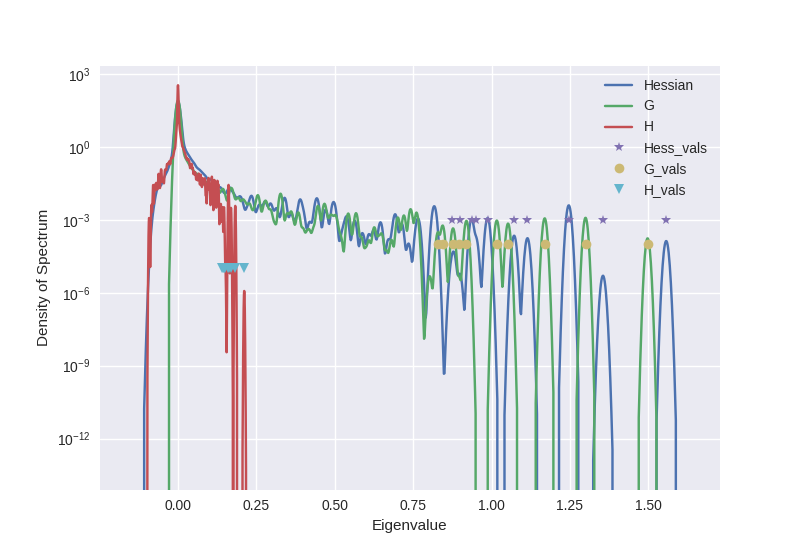 10^3
10^0
10^−3
10^−6
10^−9
10^−12
Density of Spectrum
Hessian
G
H
Hess_vals
G_vals
H_vals
0.00 0.25 0.50 0.75 1.00 1.25 1.50
Eigenvalue